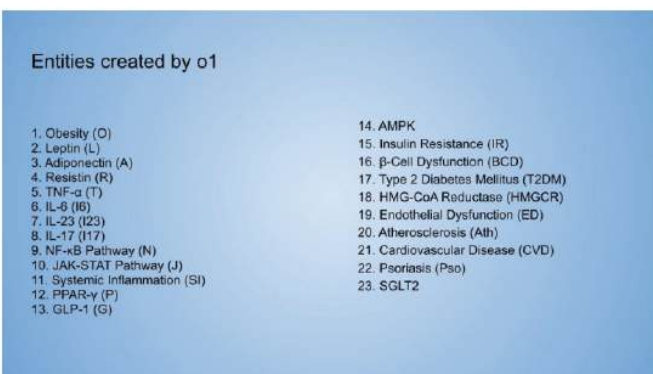 Entities created by o1
1. Obesity (O)
2. Leptin (L)
3. Adiponectin (A)
4. Resistin (R)
5. TNF-α (T)
6. IL-6 (I6)
7. IL-23 (I23)
8. IL-17 (I17)
9. NF-κB Pathway (N)
10. JAK-STAT Pathway (J)
11. Systemic Inflammation (SI)
12. PPAR-γ (P)
13. GLP-1 (G)
14. AMPK
15. Insulin Resistance (IR)
16. β-Cell Dysfunction (BCD)
17. Type 2 Diabetes Mellitus (T2DM)
18. HMG-CoA Reductase (HMGCR)
19. Endothelial Dysfunction (ED)
20. Atherosclerosis (Ath)
21. Cardiovascular Disease (CVD)
22. Psoriasis (Pso)
23. SGLT2